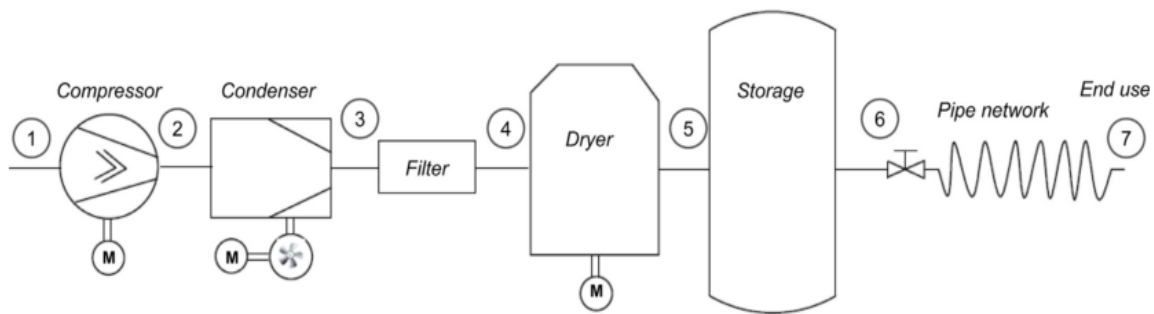 Compressor
Condenser
Storage
End use
Pipe network
Dryer
Filter
1
2
3
4
5
6
7
M
M
M